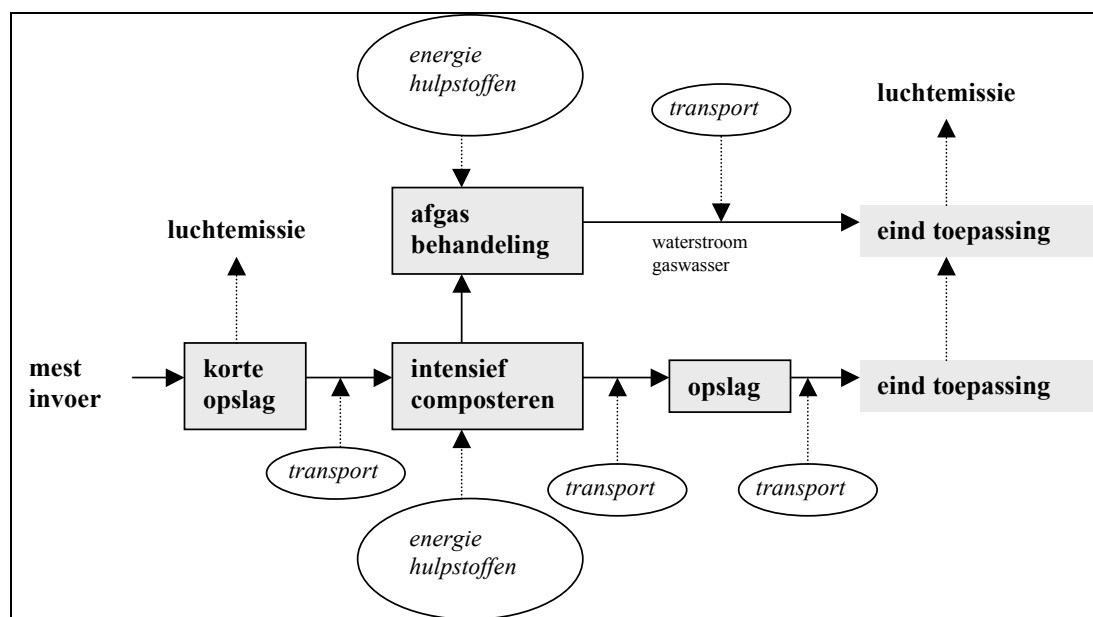 energie
hulpstoffen
transport
luchtemissie
afgas
behandeling
eind toepassing
waterstroom
gaswasser
luchtemissie
mest
invoer
korte
opslag
intensief
composteren
opslag
eind toepassing
transport
transport
transport
energie
hulpstoffen